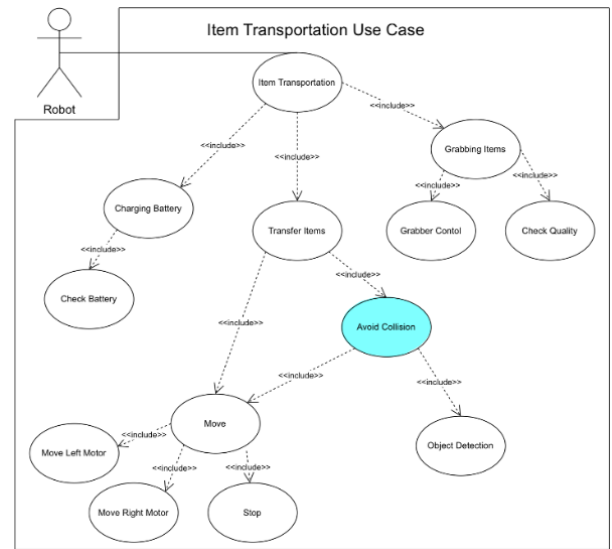 Item Transportation Use Case
Robot
Item Transportation
<<include>>
<<include>>
<<include>>
Grabbing Items
<<include>>
<<include>>
Charging Battery
Transfer Items
Grabber Contol
Check Quality
<<include>>
<<include>>
Check Battery
<<include>>
Avoid Collision
<<include>>
<<include>>
Move
<<include>>
<<include>>
Object Detection
Move Left Motor
<<include>>
<<include>>
Move Right Motor
Stop